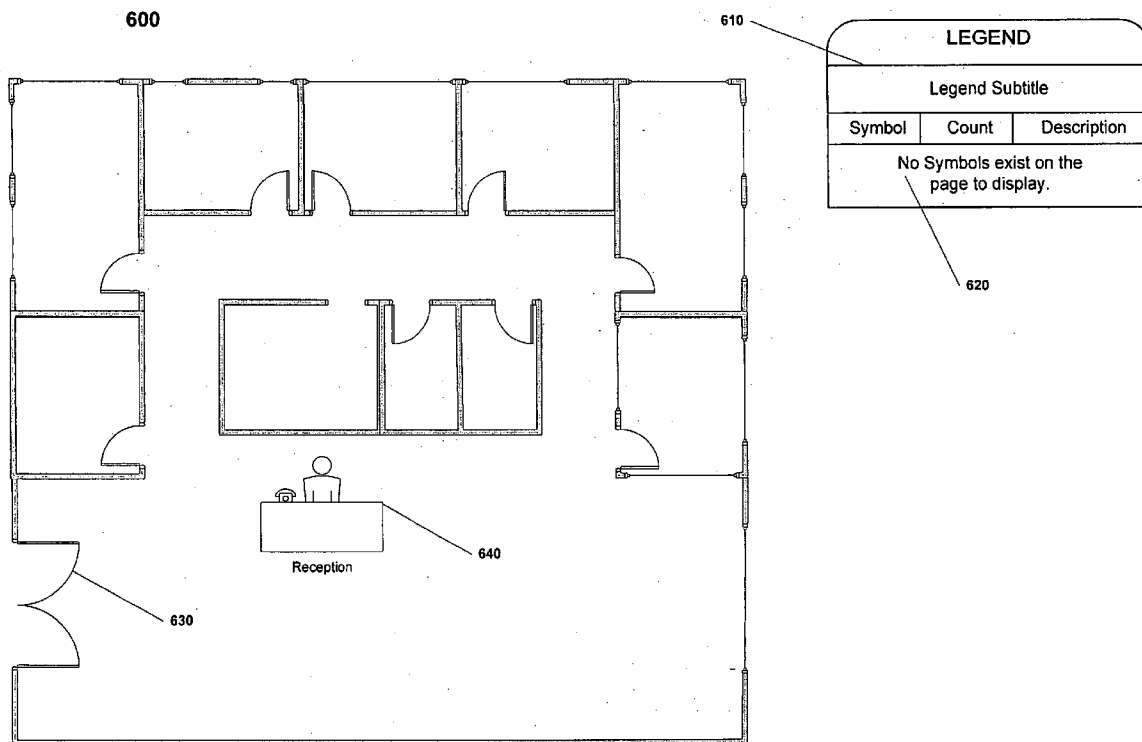 600
610
LEGEND
Legend Subtitle
Symbol Count Description
No Symbols exist on the
page to display.
620
640
Reception
630